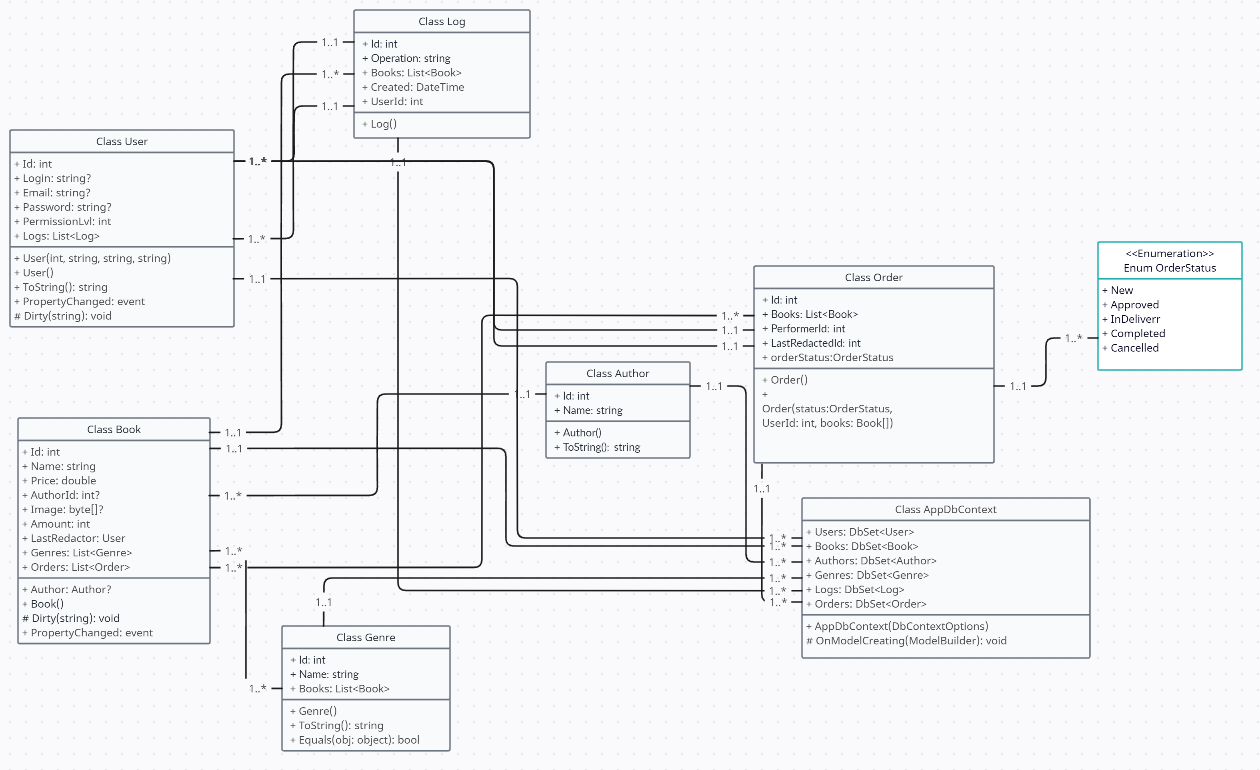 Class Log
+ Id: int
+ Operation: string
+ Books: List<Book>
+ Created: DateTime
+ UserId: int
+ Log()
1..1
1..*
1..1
1..1
Class User
+ Id: int
+ Login: string?
+ Email: string?
+ Password: string?
+ PermissionLvl: int
+ Logs: List<Log>
+ User(int, string, string, string)
+ User()
+ ToString(): string
+ PropertyChanged: event
# Dirty(string): void
1..*
1..*
1..1
<<Enumeration>>
Enum OrderStatus
+ New
+ Approved
+ InDeliverr
+ Completed
+ Cancelled
1..*
Class Order
+ Id: int
+ Books: List<Book>
+ PerformerId: int
+ LastRedactedId: int
+ orderStatus:OrderStatus
+ Order()
+
Order(status:OrderStatus,
UserId: int, books: Book[])
1..*
1..1
1..1
1..1
1..1
Class Author
+ Id: int
+ Name: string
+ Author()
+ ToString(): string
1..1
1..1
Class Book
+ Id: int
+ Name: string
+ Price: double
+ AuthorId: int?
+ Image: byte[]?
+ Amount: int
+ LastRedactor: User
+ Genres: List<Genre>
+ Orders: List<Order>
+ Author: Author?
+ Book()
# Dirty(string): void
+ PropertyChanged: event
1..1
1..1
1..*
1..*
1..*
Class AppDbContext
+ Users: DbSet<User>
+ Books: DbSet<Book>
+ Authors: DbSet<Author>
+ Genres: DbSet<Genre>
+ Logs: DbSet<Log>
+ Orders: DbSet<Order>
+ AppDbContext(DbContextOptions)
# OnModelCreating(ModelBuilder): void
1..*
1..*
1..*
1..*
1..*
1..*
1..1
Class Genre
+ Id: int
+ Name: string
+ Books: List<Book>
+ Genre()
+ ToString(): string
+ Equals(obj: object): bool
1..*